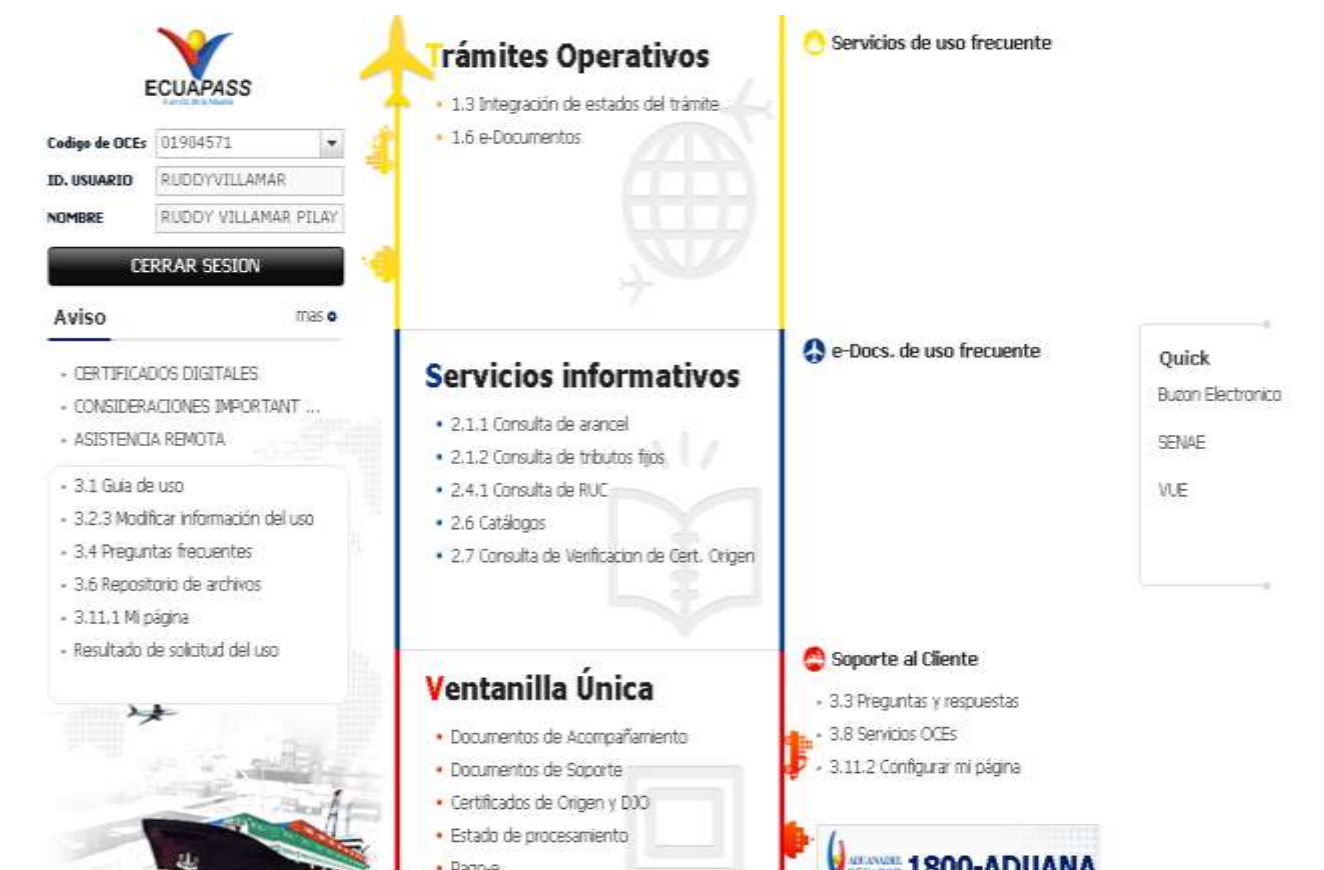 ECUAPASS
Codigo de OCEs 01904571
ID. USUARIO RUDDYVILLAMAR
NOMBRE RUDDY VILLAMAR PILAY
CERRAR SESION
Aviso mas
CERTIFICADOS DIGITALES
CONSIDERACIONES IMPORTANT ...
ASISTENCIA REMOTA
3.1 Guia de uso
3.2.3 Modificar información del uso
3.4 Preguntas frecuentes
3.6 Repositorio de archivos
3.11.1 Mi página
Resultado de solicitud del uso
Trámites Operativos
1.3 Integración de estados del trámite
1.6 e-Documentos
Servicios informativos
2.1.1 Consulta de arancel
2.1.2 Consulta de tributos fijos
2.4.1 Consulta de RUC
2.6 Catálogos
2.7 Consulta de Verificacion de Cert. Origen
Ventanilla Única
Documentos de Acompañamiento
Documentos de Soporte
Certificados de Origen y DJO
Estado de procesamiento
Pago-e
Servicios de uso frecuente
e-Docs. de uso frecuente
Soporte al Cliente
3.3 Preguntas y respuestas
3.8 Servicios OCEs
3.11.2 Configurar mi página
ADUANA DEL
1800-ADUANA
Quick
Buzon Electronico
SENAE
VUE